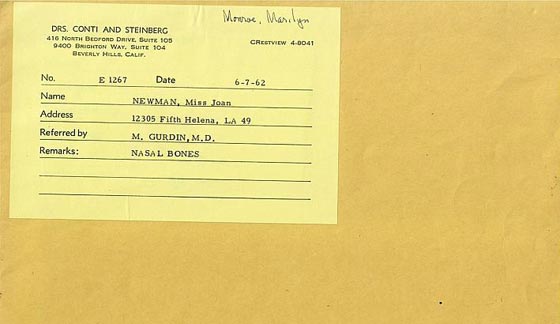 Monroe, Marilyn
DRS. CONTI AND STEINBERG
416 NORTH BEDFORD DRIVE, SUITE 105
9400 BRIGHTON WAY, SUITE 104
BEVERLY HILLS, CALIF.
CRESTVIEW 4-8041
No. E 1267 Date 6-7-62
Name NEWMAN, Miss Joan
Address 12305 Fifth Helena, LA 49
Referred by M. GURDIN, M.D.
Remarks: NASAL BONES